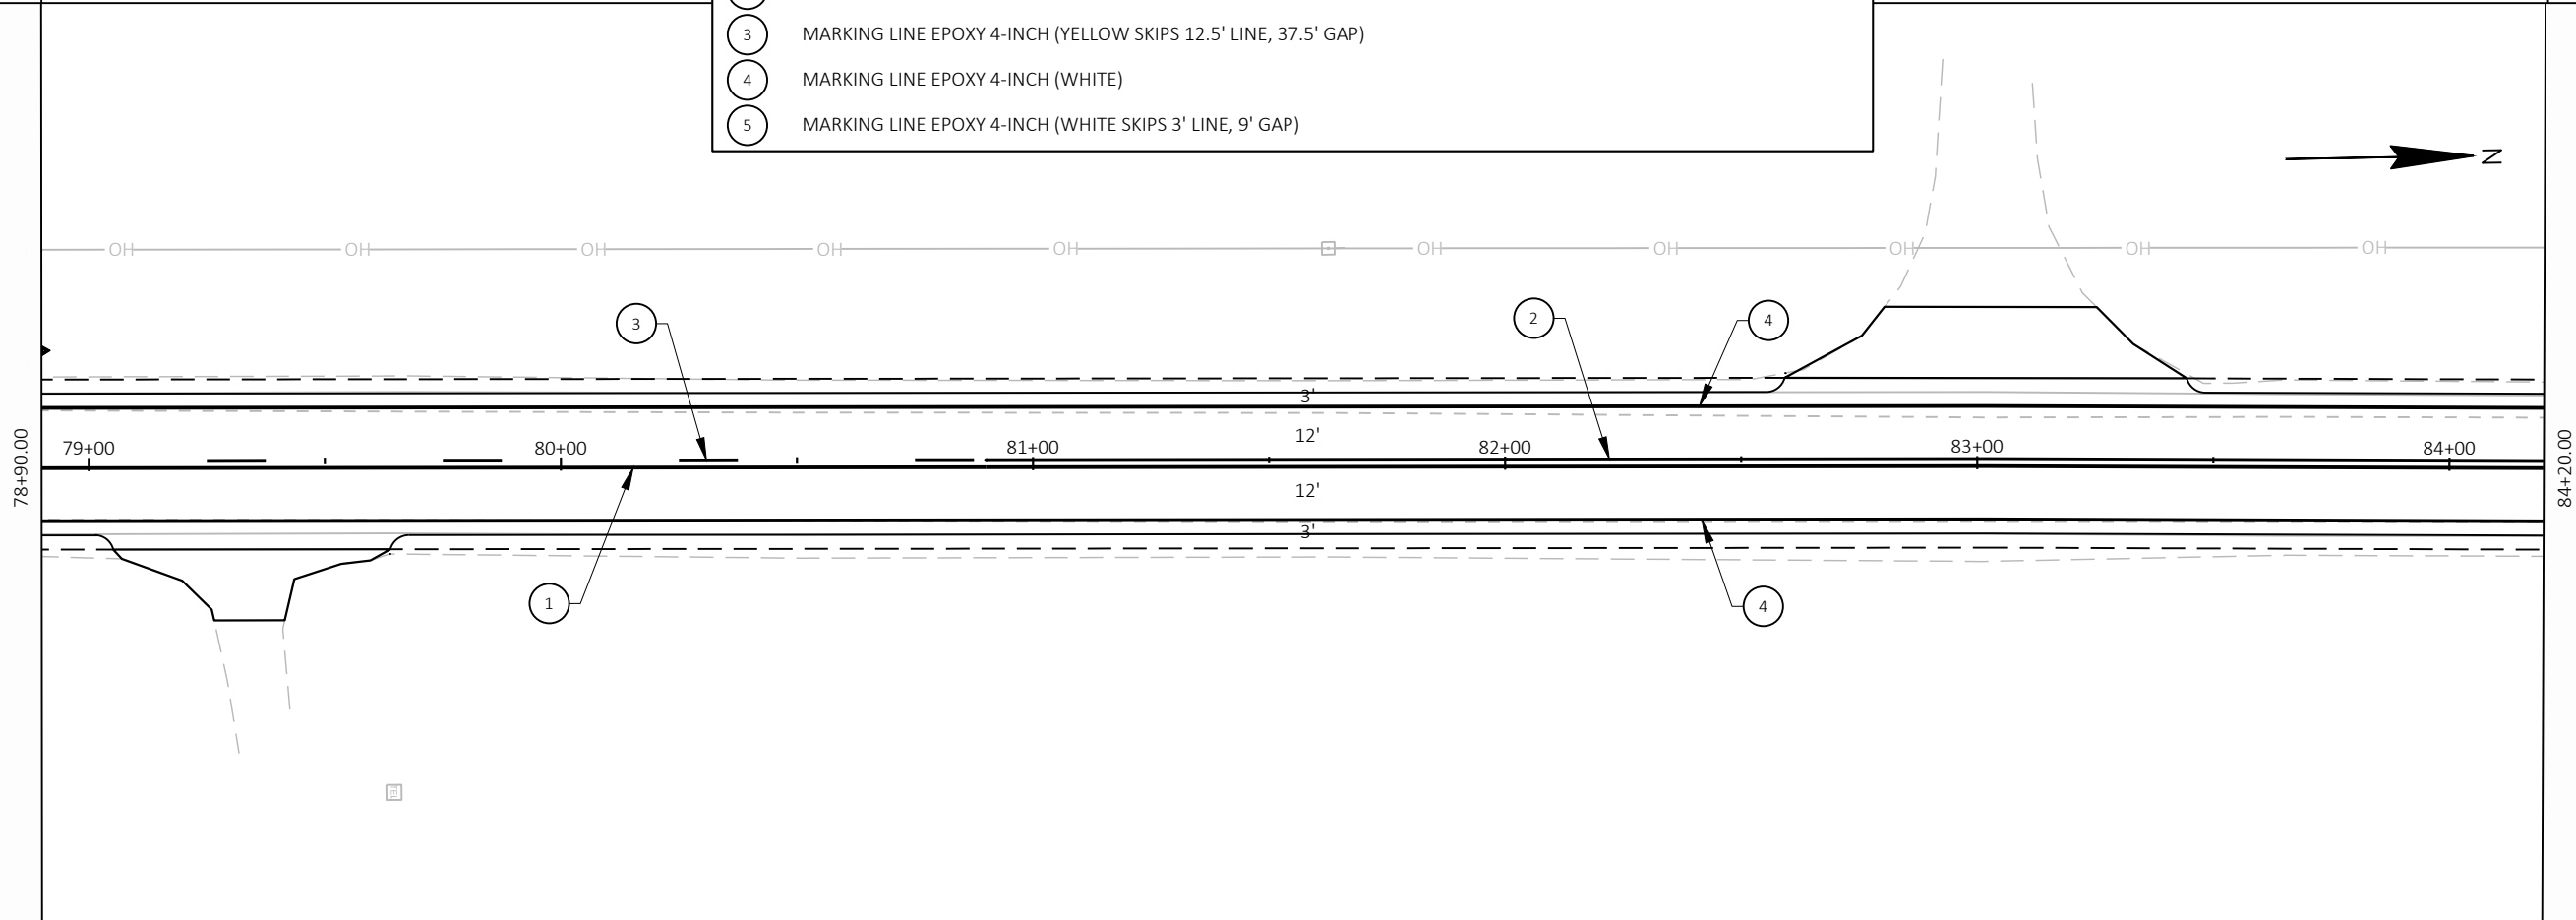 3 MARKING LINE EPOXY 4-INCH (YELLOW SKIPS 12.5' LINE, 37.5' GAP)
4 MARKING LINE EPOXY 4-INCH (WHITE)
5 MARKING LINE EPOXY 4-INCH (WHITE SKIPS 3' LINE, 9' GAP)
N
OH OH OH OH OH OH OH OH OH OH
3 2 4
3'
12'
79+00 80+00 81+00 82+00 83+00 84+00
78+90.00
84+20.00
12'
3'
1 4
TEL